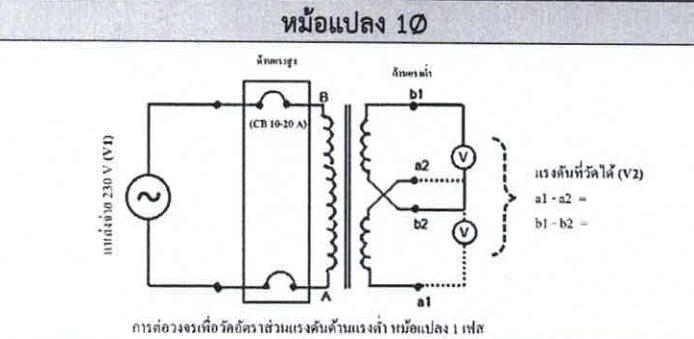 หม้อแปลง 1Ø
ด้านแรงสูง
ด้านแรงต่ำ
B
b1
(CB 10-20 A)
แหล่งจ่าย 230 V (V1)
V
a2
b2
V
แรงดันที่วัดได้ (V2)
a1 - a2 =
b1 - b2 =
A
a1
การต่อวงจรเพื่อวัดอัตราส่วนแรงดันด้านแรงต่ำ หม้อแปลง 1 เฟส